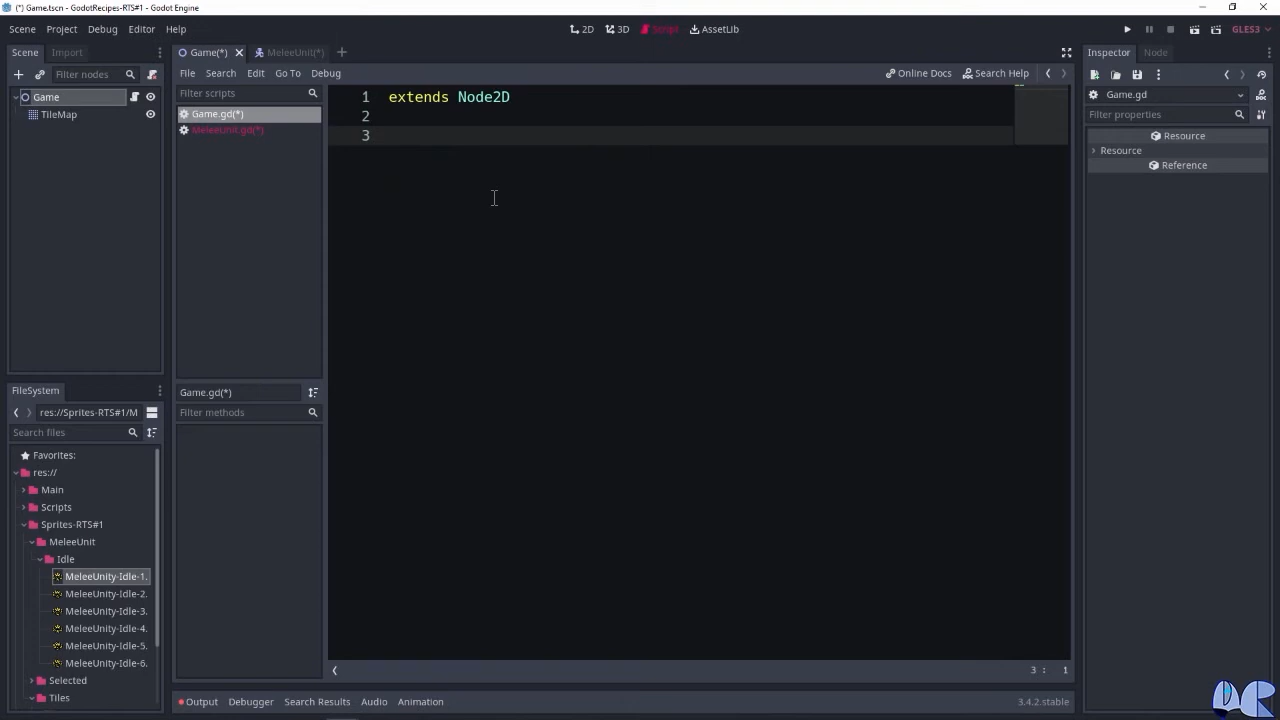 (*) Game.tscn - GodotRecipes-RTS#1 - Godot Engine
Scene Project Debug Editor Help
2D 3D Script AssetLib
GLES3
Scene Import
Game(*) MeleeUnit(*)
Inspector Node
Filter nodes
File Search Edit Go To Debug
Online Docs Search Help
Game
Filter scripts
Game.gd
TileMap
Game.gd(*)
MeleeUnit.gd(*)
Filter properties
1 extends Node2D
2
3
Resource
Resource
Reference
FileSystem
Game.gd(*)
res://Sprites-RTS#1/M
Filter methods
Search files
Favorites:
res://
Main
Scripts
Sprites-RTS#1
MeleeUnit
Idle
MeleeUnity-Idle-1.
MeleeUnity-Idle-2.
MeleeUnity-Idle-3.
MeleeUnity-Idle-4.
MeleeUnity-Idle-5.
MeleeUnity-Idle-6.
Selected
Tiles
3 : 1
Output Debugger Search Results Audio Animation
3.4.2.stable
DR